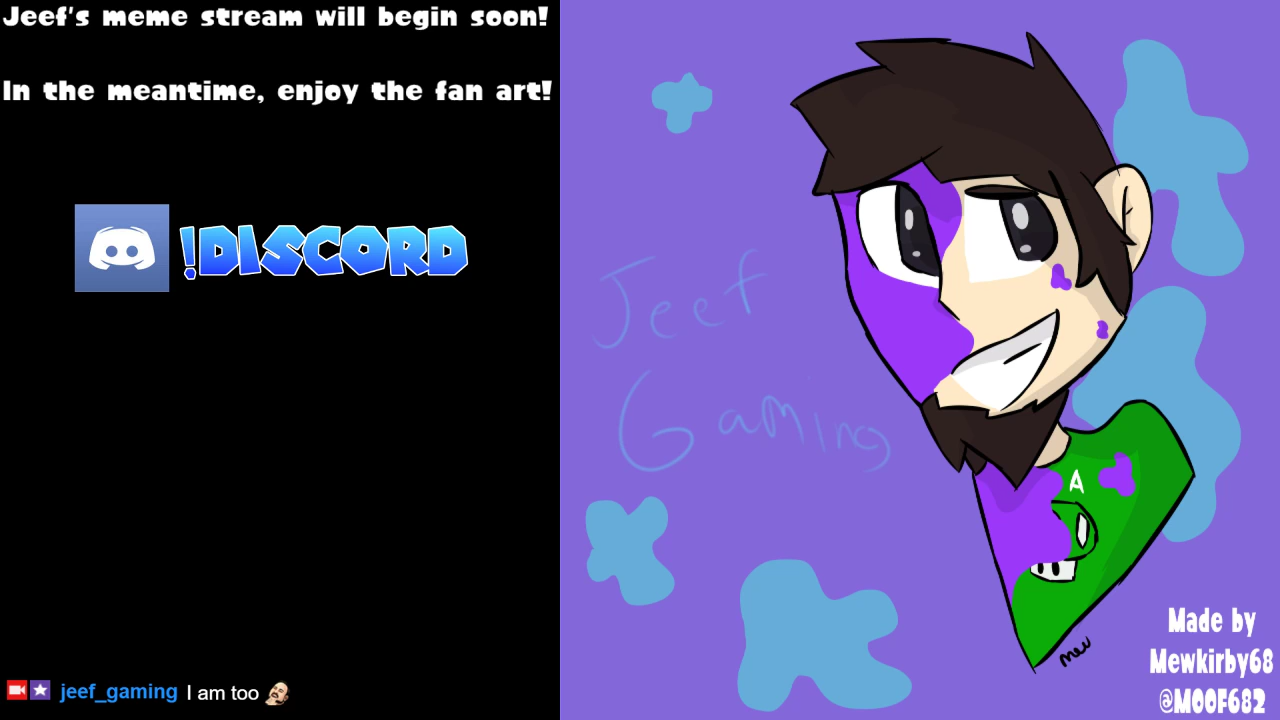 Jeef's meme stream will begin soon!
In the meantime, enjoy the fan art!
!DISCORD
Jeef
Gaming
A
mew
Made by
Mewkirby68
@MOOF682
jeef_gaming I am too